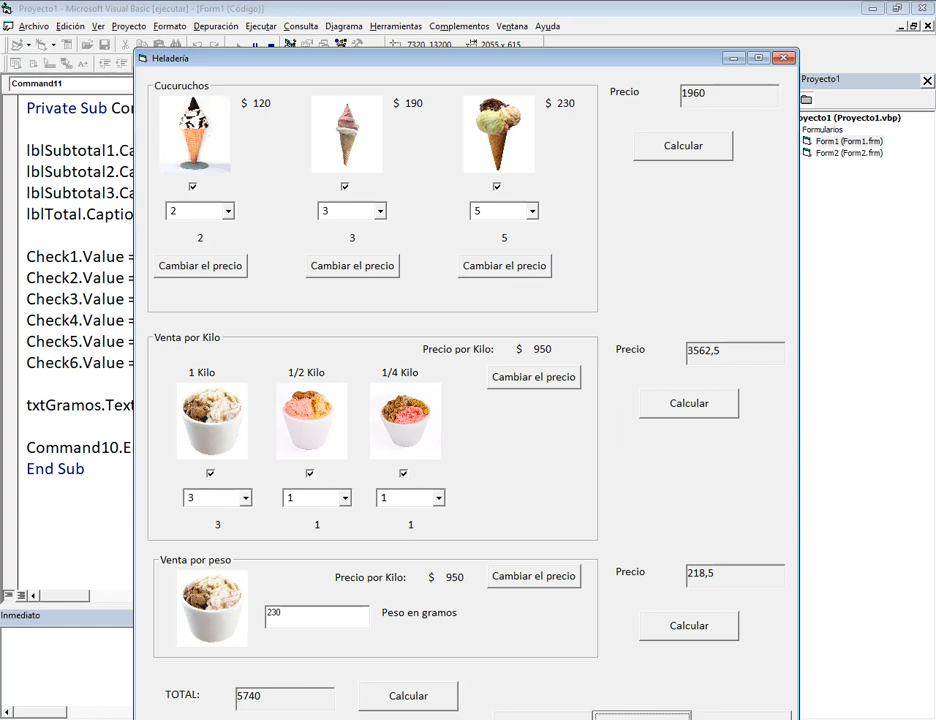 Proyecto1 - Microsoft Visual Basic [ejecutar] - [Form1 (Código)]
Archivo Edición Ver Proyecto Formato Depuración Ejecutar Consulta Diagrama Herramientas Complementos Ventana Ayuda
7320, 13200 2055 x 615
Command11
Private Sub Con
lblSubtotal1.Ca
lblSubtotal2.Ca
lblSubtotal3.Ca
lblTotal.Caption
Check1.Value =
Check2.Value =
Check3.Value =
Check4.Value =
Check5.Value =
Check6.Value =
txtGramos.Text
Command10.E
End Sub
Inmediato
Heladería
Cucuruchos
$ 120 $ 190 $ 230
2 3 5
2 3 5
Cambiar el precio Cambiar el precio Cambiar el precio
Precio 1960
Calcular
Venta por Kilo
Precio por Kilo: $ 950
1 Kilo 1/2 Kilo 1/4 Kilo
Cambiar el precio
3 1 1
3 1 1
Precio 3562,5
Calcular
Venta por peso
Precio por Kilo: $ 950
Cambiar el precio
230 Peso en gramos
Precio 218,5
Calcular
TOTAL: 5740 Calcular
Proyecto1
oyecto1 (Proyecto1.vbp)
Formularios
Form1 (Form1.frm)
Form2 (Form2.frm)